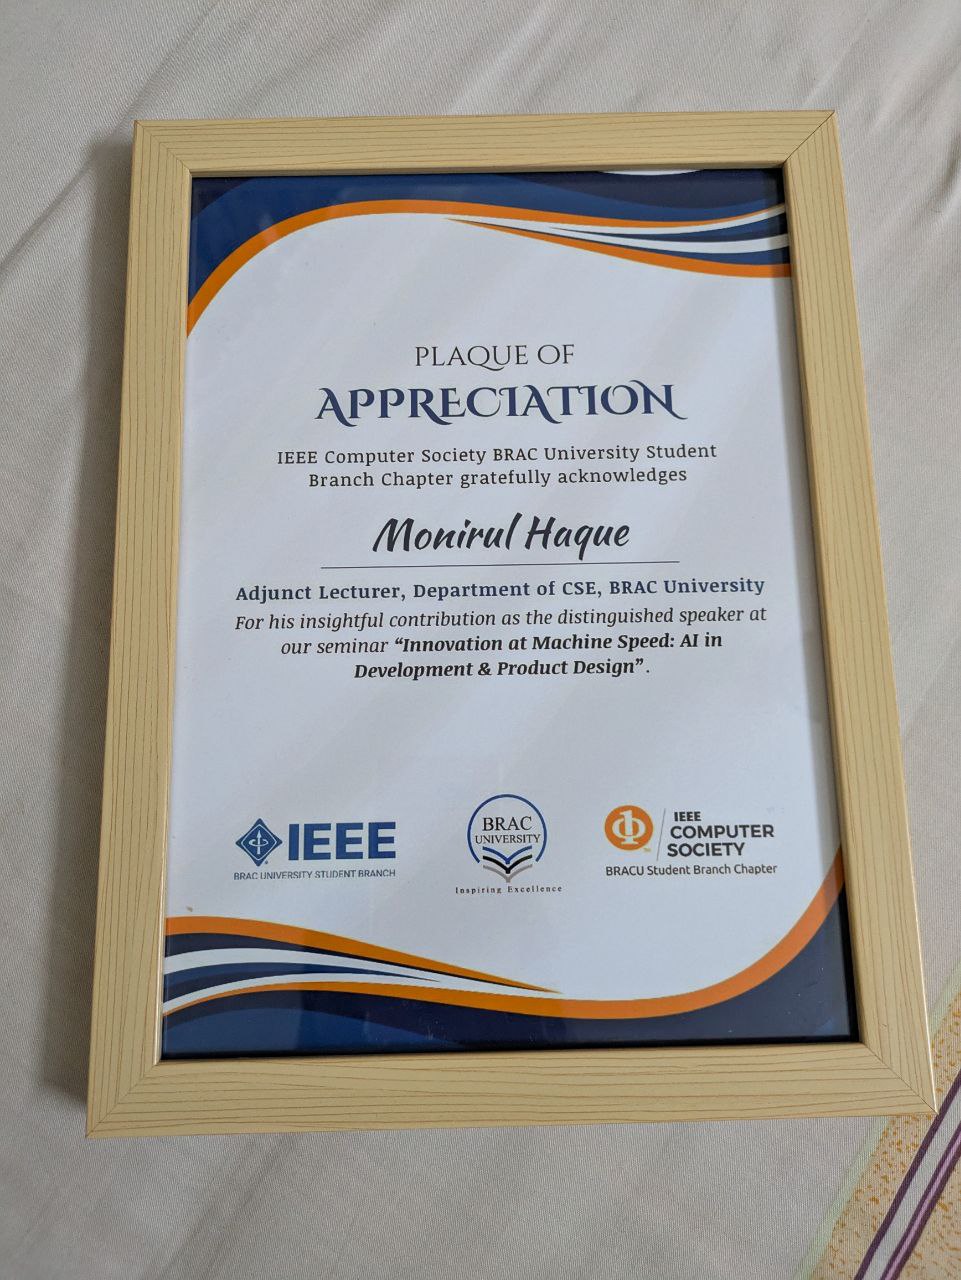 PLAQUE OF
APPRECIATION
IEEE Computer Society BRAC University Student
Branch Chapter gratefully acknowledges
Monirul Haque
Adjunct Lecturer, Department of CSE, BRAC University
For his insightful contribution as the distinguished speaker at
our seminar “Innovation at Machine Speed: AI in
Development & Product Design”.
IEEE
BRAC UNIVERSITY STUDENT BRANCH
BRAC
UNIVERSITY
Inspiring Excellence
IEEE
COMPUTER
SOCIETY
BRACU Student Branch Chapter